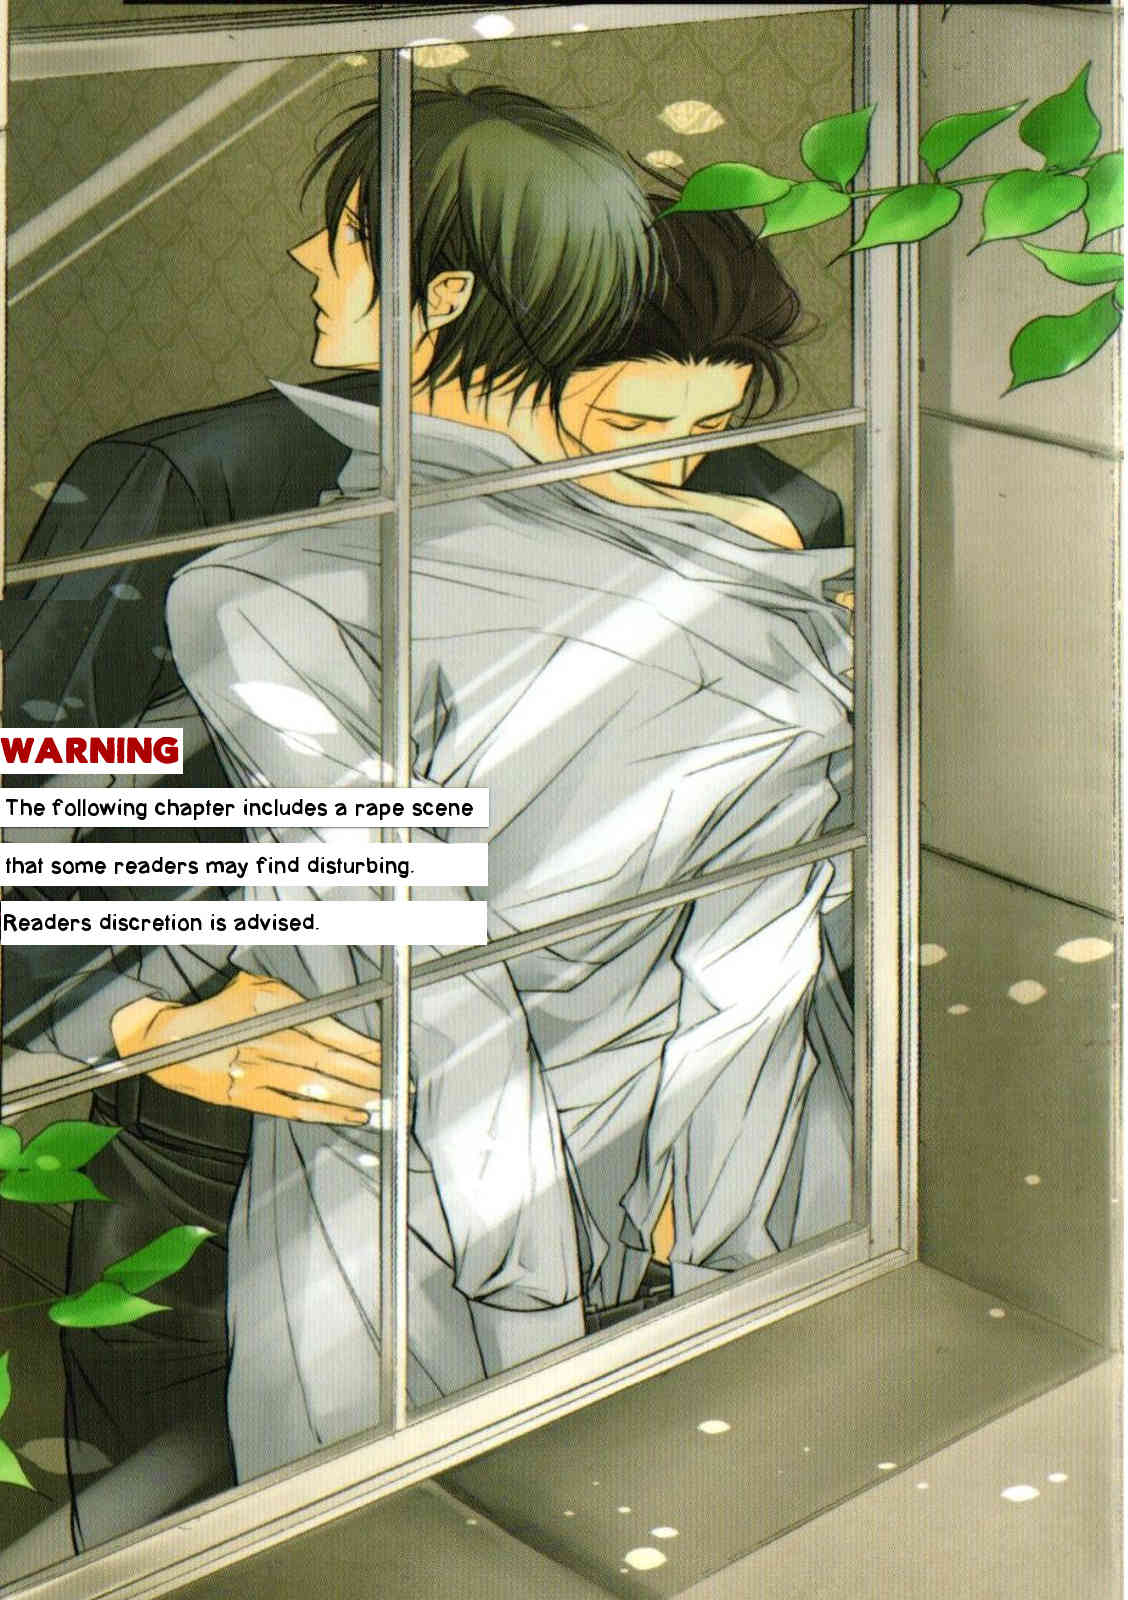 WARNING
The following chapter includes a rape scene
that some readers may find disturbing.
Readers discretion is advised.